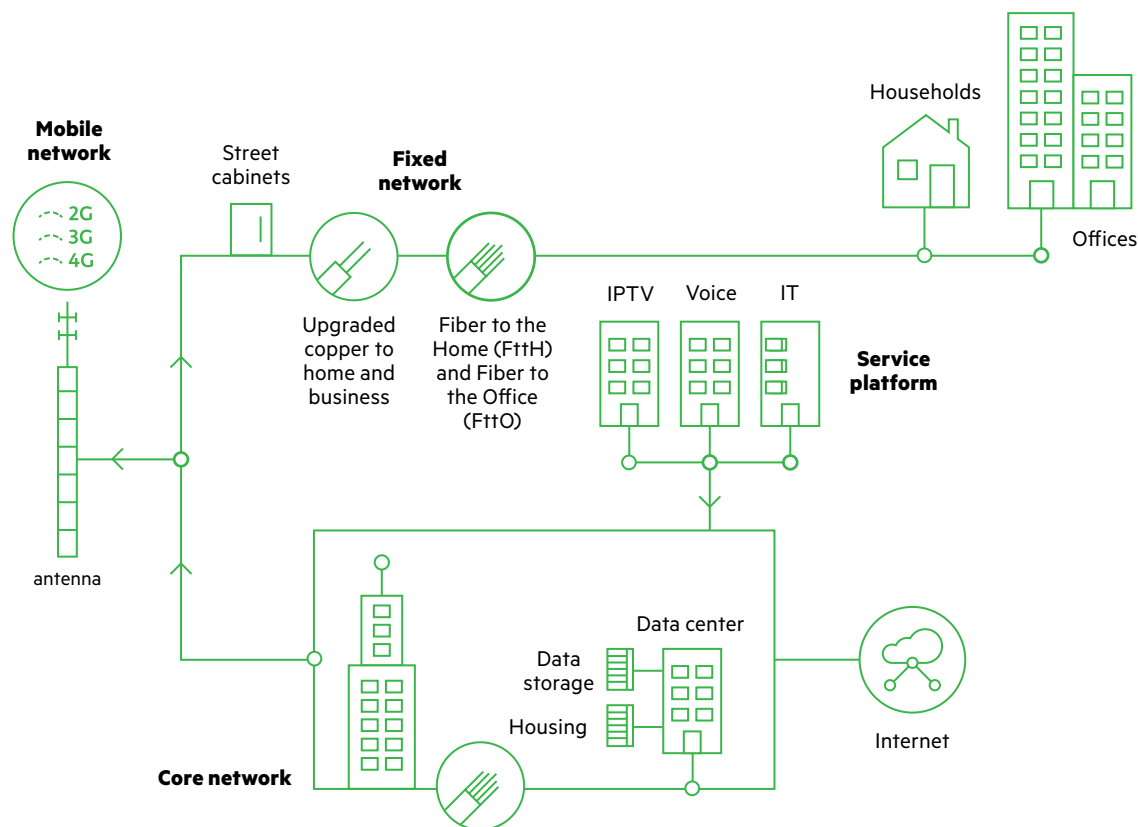 Households
Mobile
network
Street
cabinets
Fixed
network
2G
3G
4G
Offices
Upgraded
copper to
home and
business
Fiber to the
Home (FttH)
and Fiber to
the Office
(FttO)
IPTV
Voice
IT
Service
platform
antenna
Data center
Data
storage
Housing
Internet
Core network